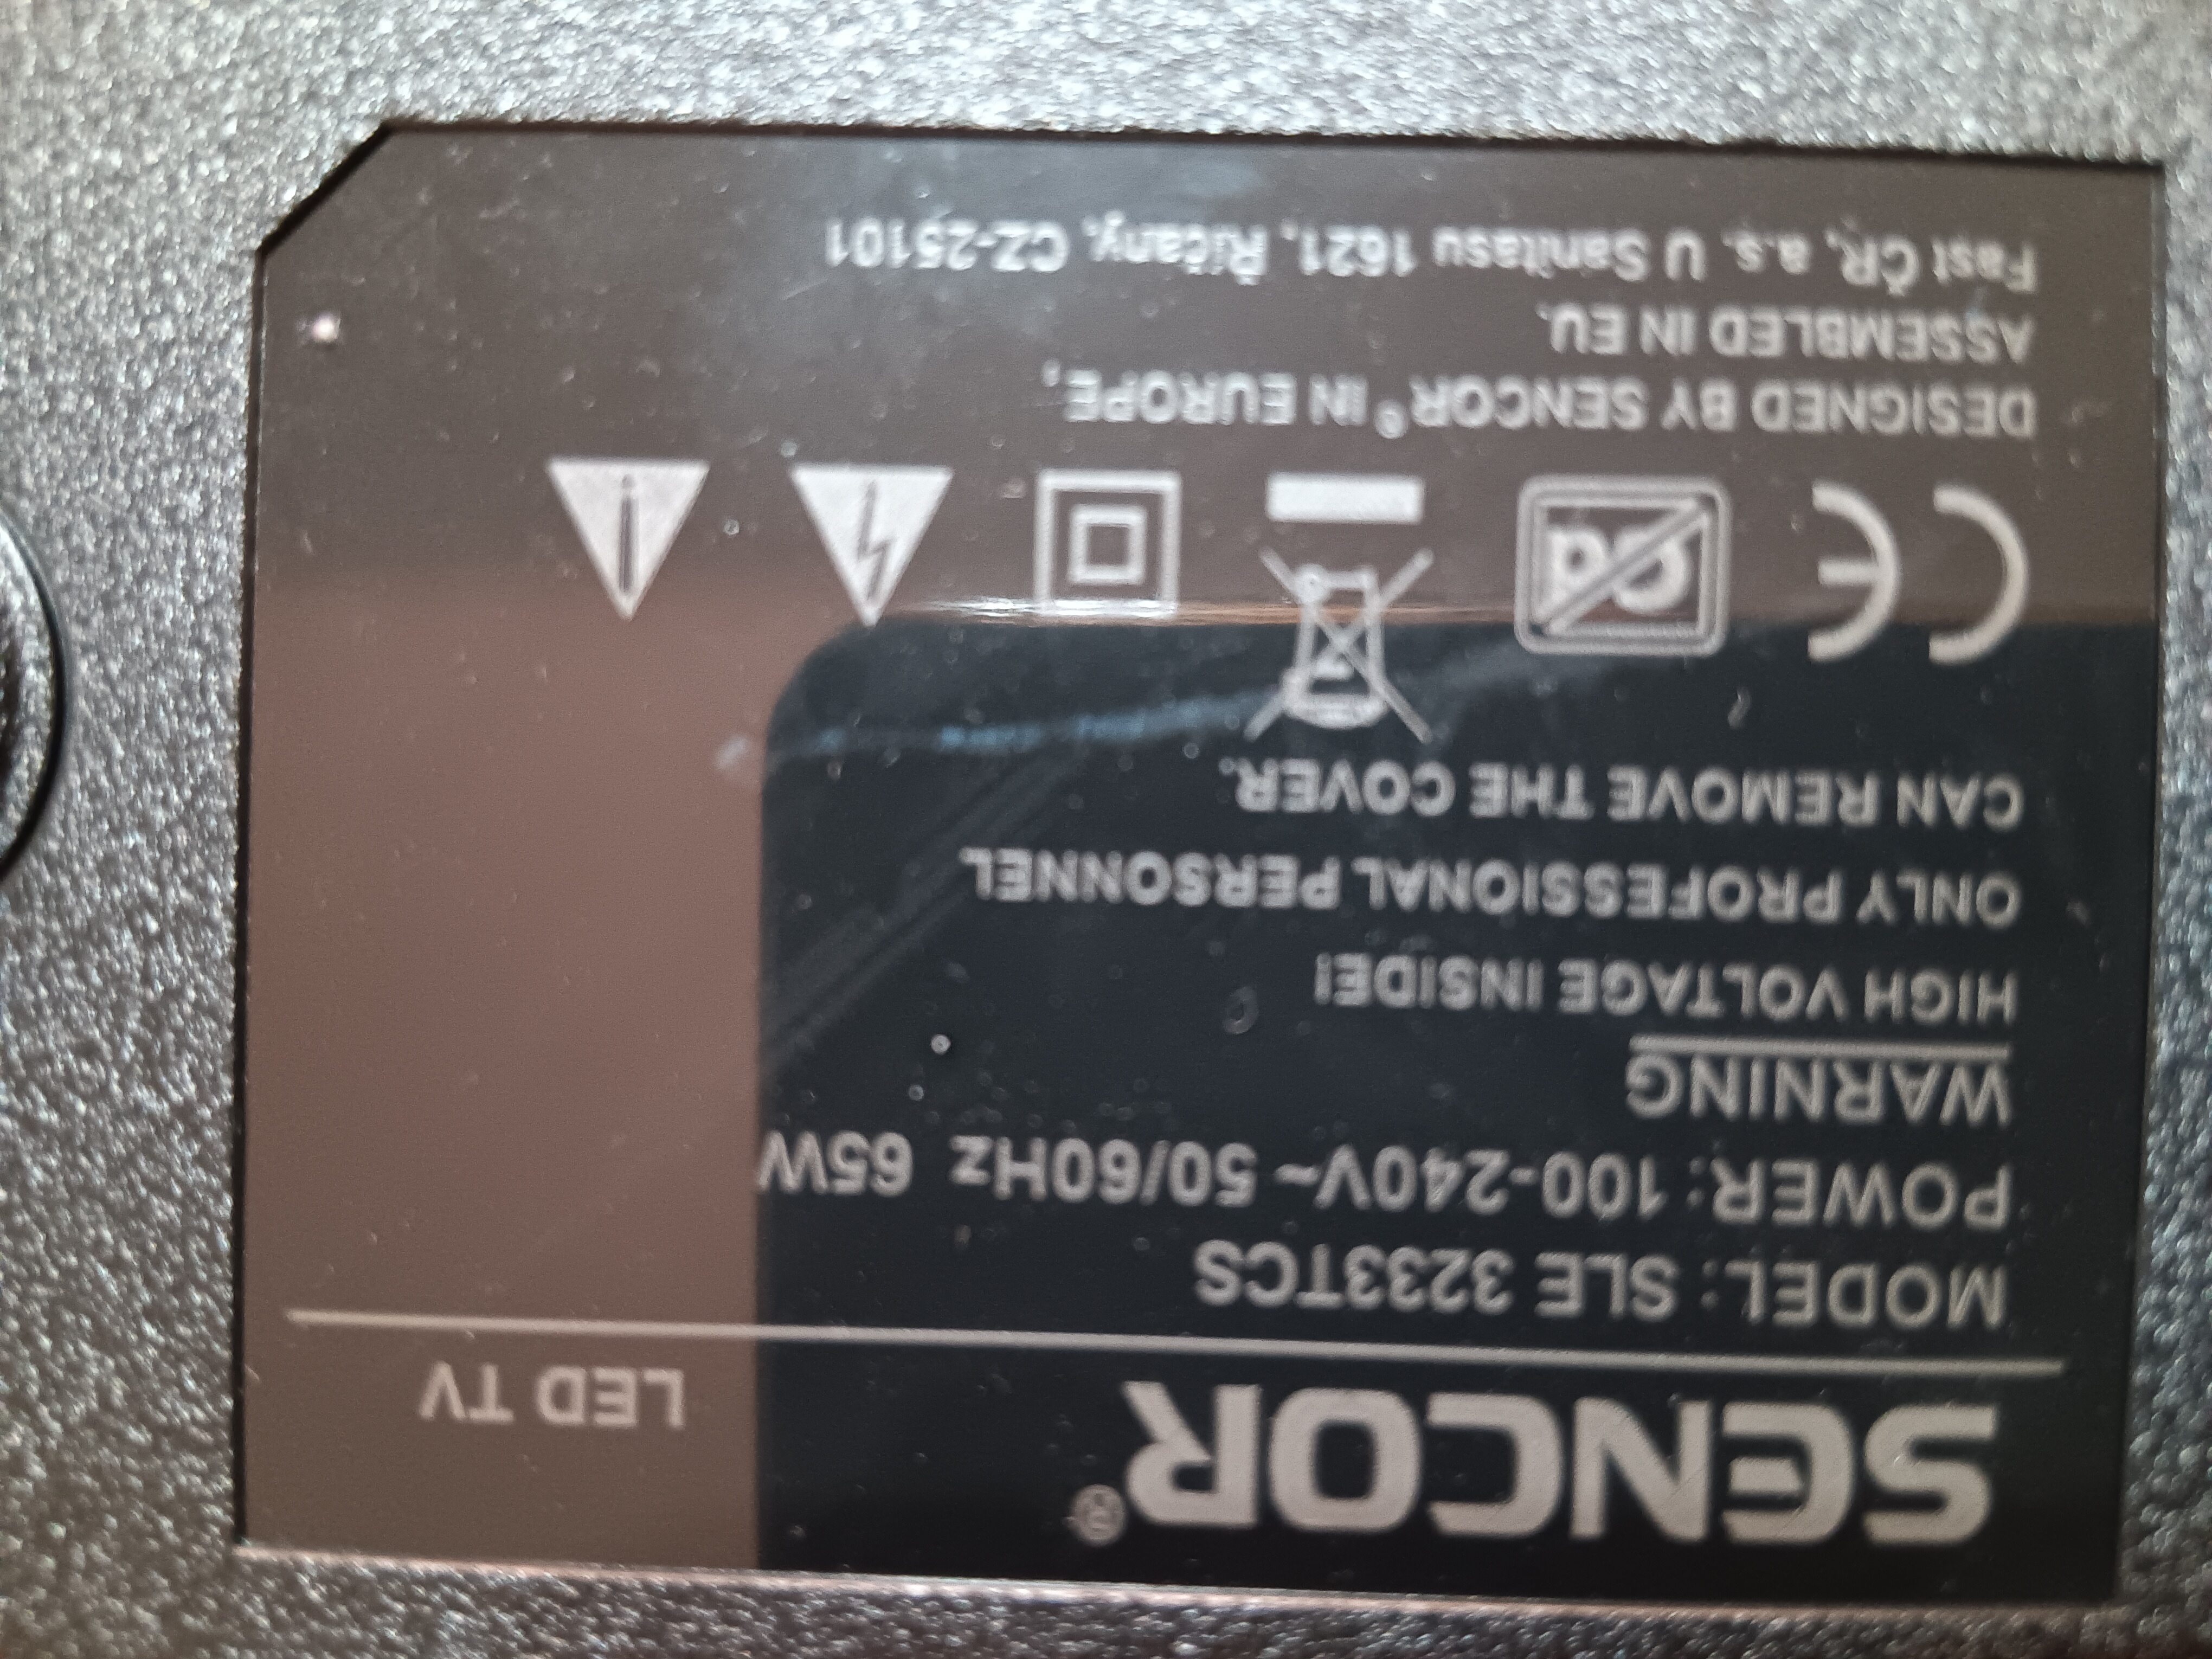 SENCOR® LED TV
MODEL: SLE 3233TCS
POWER: 100-240V~ 50/60Hz 65W
WARNING
HIGH VOLTAGE INSIDE!
ONLY PROFESSIONAL PERSONNEL
CAN REMOVE THE COVER.
CE Pb
DESIGNED BY SENCOR® IN EUROPE,
ASSEMBLED IN EU.
Fast ČR, a.s. U Sanitasu 1621, Říčany, CZ-25101